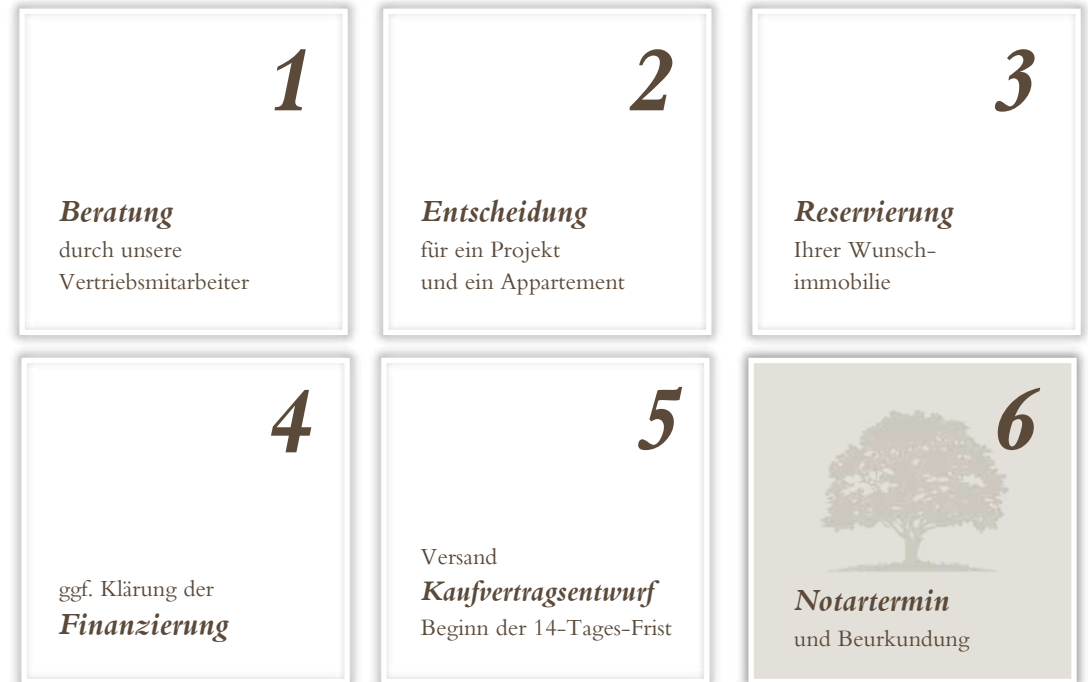 1
Beratung
durch unsere
Vertriebsmitarbeiter
2
Entscheidung
für ein Projekt
und ein Appartement
3
Reservierung
Ihrer Wunsch-
immobilie
4
ggf. Klärung der
Finanzierung
5
Versand
Kaufvertragsentwurf
Beginn der 14-Tages-Frist
6
Notartermin
und Beurkundung